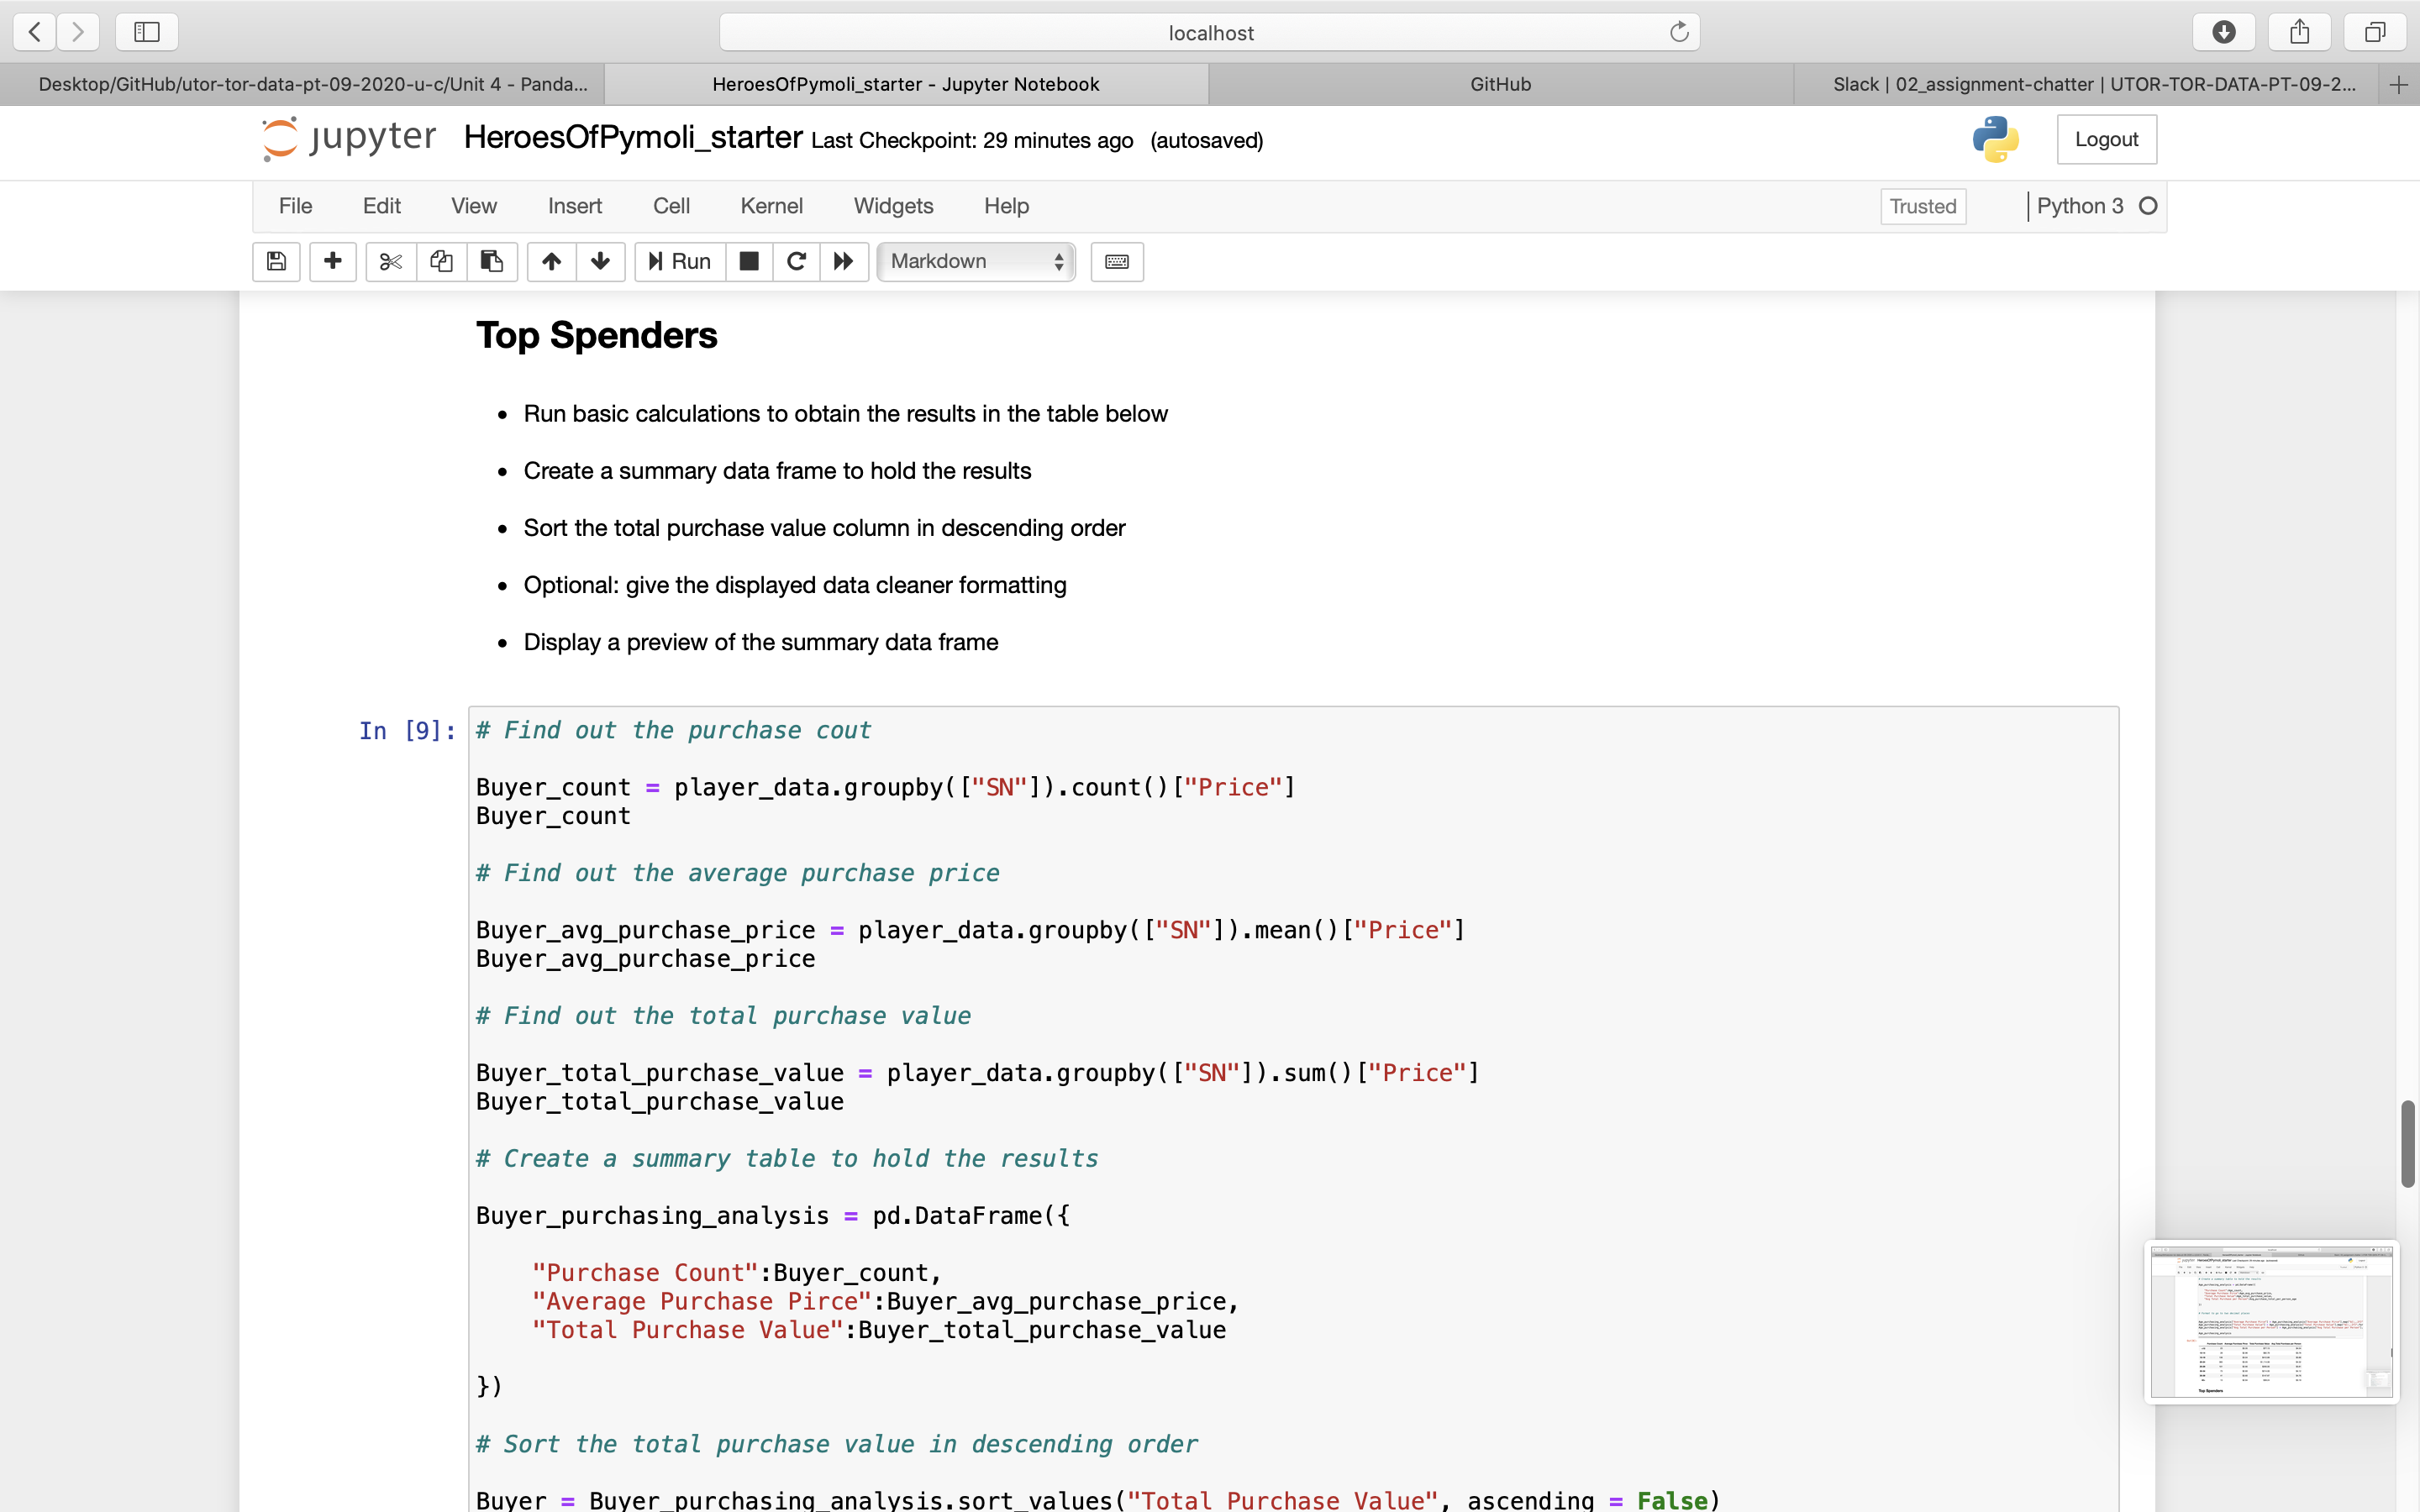 localhost
Desktop/GitHub/utor-tor-data-pt-09-2020-u-c/Unit 4 - Panda...
HeroesOfPymoli_starter - Jupyter Notebook
GitHub
Slack | 02_assignment-chatter | UTOR-TOR-DATA-PT-09-2...
jupyter HeroesOfPymoli_starter Last Checkpoint: 29 minutes ago (autosaved)
Logout
File Edit View Insert Cell Kernel Widgets Help
Trusted
Python 3
Run
Markdown
Top Spenders
• Run basic calculations to obtain the results in the table below
• Create a summary data frame to hold the results
• Sort the total purchase value column in descending order
• Optional: give the displayed data cleaner formatting
• Display a preview of the summary data frame
In [9]:
# Find out the purchase cout
Buyer_count = player_data.groupby(["SN"]).count()["Price"]
Buyer_count
# Find out the average purchase price
Buyer_avg_purchase_price = player_data.groupby(["SN"]).mean()["Price"]
Buyer_avg_purchase_price
# Find out the total purchase value
Buyer_total_purchase_value = player_data.groupby(["SN"]).sum()["Price"]
Buyer_total_purchase_value
# Create a summary table to hold the results
Buyer_purchasing_analysis = pd.DataFrame({
"Purchase Count":Buyer_count,
"Average Purchase Pirce":Buyer_avg_purchase_price,
"Total Purchase Value":Buyer_total_purchase_value
})
# Sort the total purchase value in descending order
Buyer = Buyer_purchasing_analysis.sort_values("Total Purchase Value", ascending = False)
Top Spenders